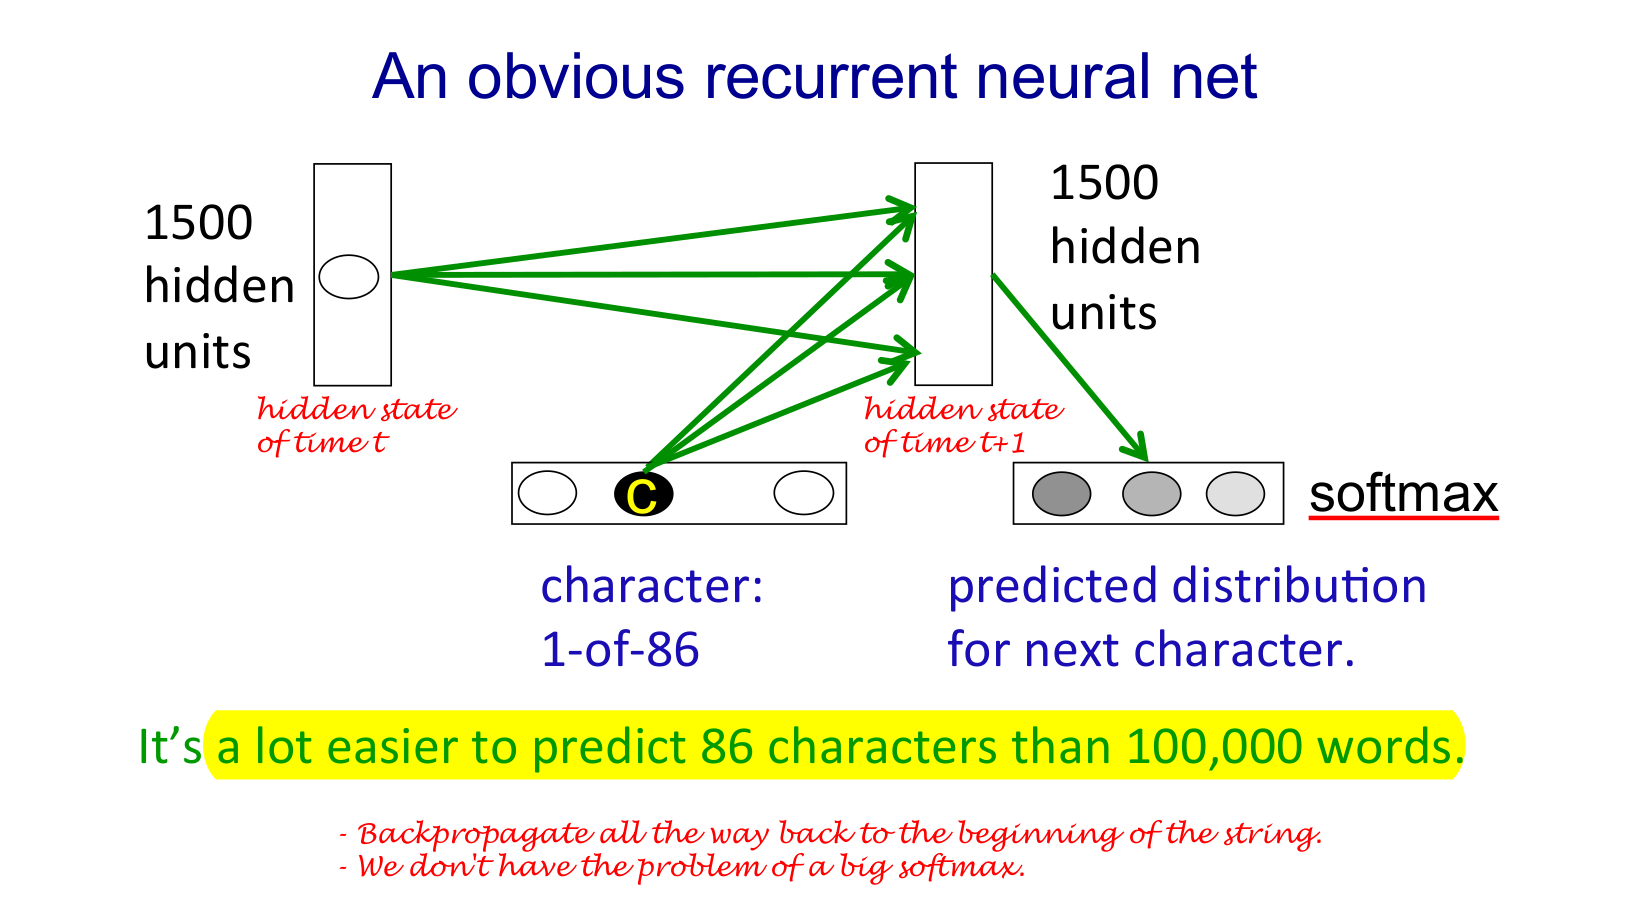 An obvious recurrent neural net
1500
hidden
units
1500
hidden
units
hidden state
of time t
hidden state
of time t+1
c
softmax
character:
1-of-86
predicted distribution
for next character.
It's a lot easier to predict 86 characters than 100,000 words.
- Backpropagate all the way back to the beginning of the string.
- We don't have the problem of a big softmax.